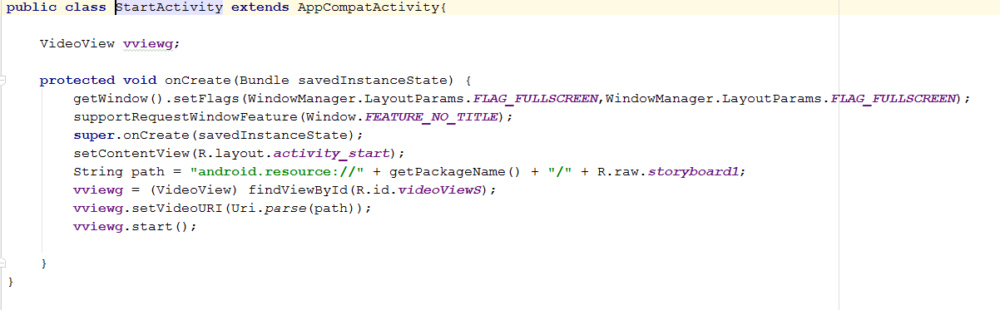 public class StartActivity extends AppCompatActivity{
VideoView vviewg;
protected void onCreate(Bundle savedInstanceState) {
getWindow().setFlags(WindowManager.LayoutParams.FLAG_FULLSCREEN,WindowManager.LayoutParams.FLAG_FULLSCREEN);
supportRequestWindowFeature(Window.FEATURE_NO_TITLE);
super.onCreate(savedInstanceState);
setContentView(R.layout.activity_start);
String path = "android.resource://" + getPackageName() + "/" + R.raw.storyboard1;
vviewg = (VideoView) findViewById(R.id.videoViewS);
vviewg.setVideoURI(Uri.parse(path));
vviewg.start();
}
}